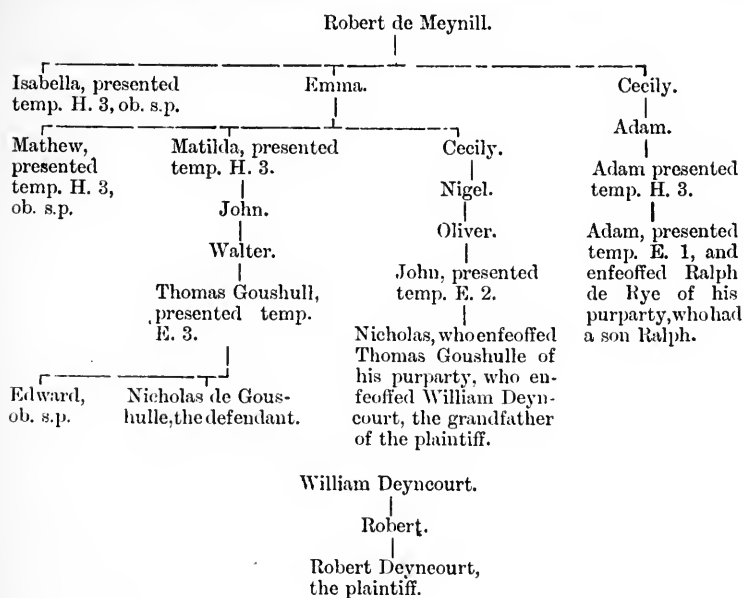 Robert de Meynill.
Isabella, presented
temp. H. 3, ob. s.p.
Emma.
Cecily.
Mathew,
presented
temp. H. 3,
ob. s.p.
Matilda, presented
temp. H. 3.
John.
Walter.
Thomas Goushull,
presented temp.
E. 3.
Cecily.
Nigel.
Oliver.
John, presented
temp. E. 2.
Nicholas, who enfeoffed
Thomas Goushulle of
his purparty, who en-
feoffed William Deyn-
court, the grandfather
of the plaintiff.
Adam.
Adam presented
temp. H. 3.
Adam, presented
temp. E. 1, and
enfeoffed Ralph
de Rye of his
purparty, who had
a son Ralph.
Edward,
ob. s.p.
Nicholas de Gous-
hulle, the defendant.
William Deyncourt.
Robert.
Robert Deyncourt,
the plaintiff.